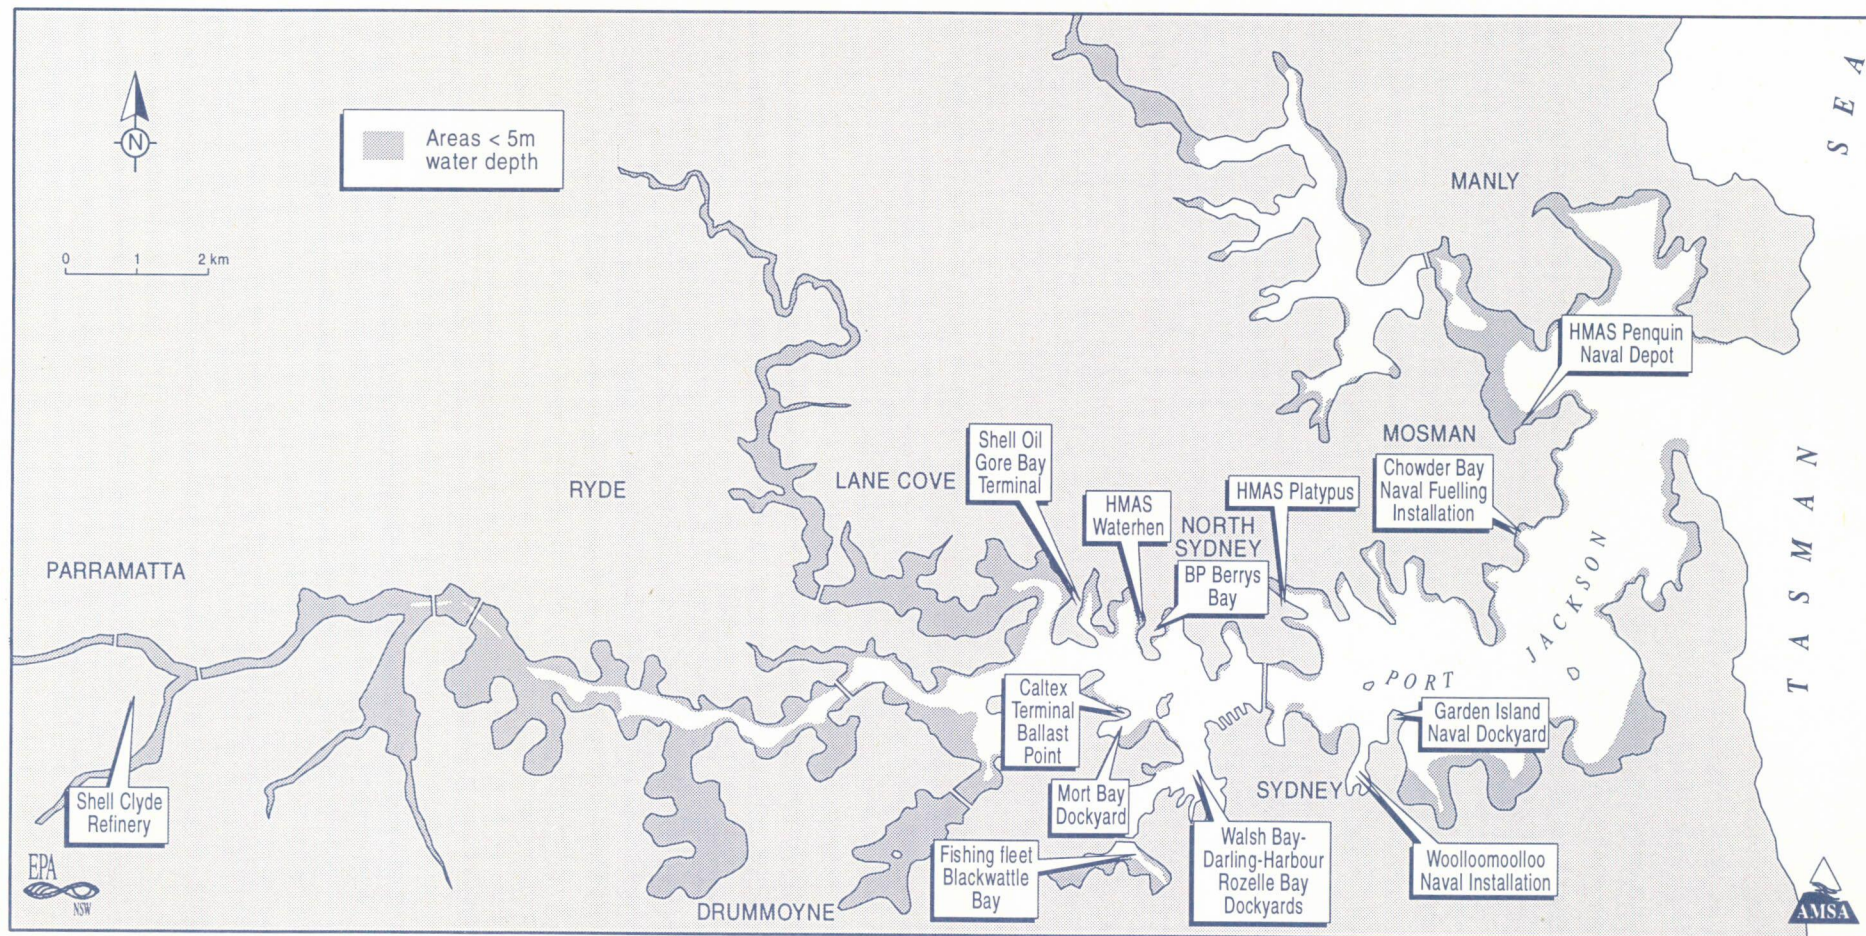 SEA
N
Areas < 5m
water depth
0 1 2 km
MANLY
HMAS Penquin
Naval Depot
TASMAN
MOSMAN
Shell Oil
Gore Bay
Terminal
LANE COVE
RYDE
HMAS
Waterhen
NORTH
SYDNEY
HMAS Platypus
Chowder Bay
Naval Fuelling
Installation
BP Berrys
Bay
PARRAMATTA
PORT
JACKSON
Caltex
Terminal
Ballast
Point
Garden Island
Naval Dockyard
Shell Clyde
Refinery
Mort Bay
Dockyard
SYDNEY
Fishing fleet
Blackwattle
Bay
Walsh Bay-
Darling-Harbour
Rozelle Bay
Dockyards
Woolloomoolloo
Naval Installation
DRUMMOYNE
EPA
NSW
AMSA